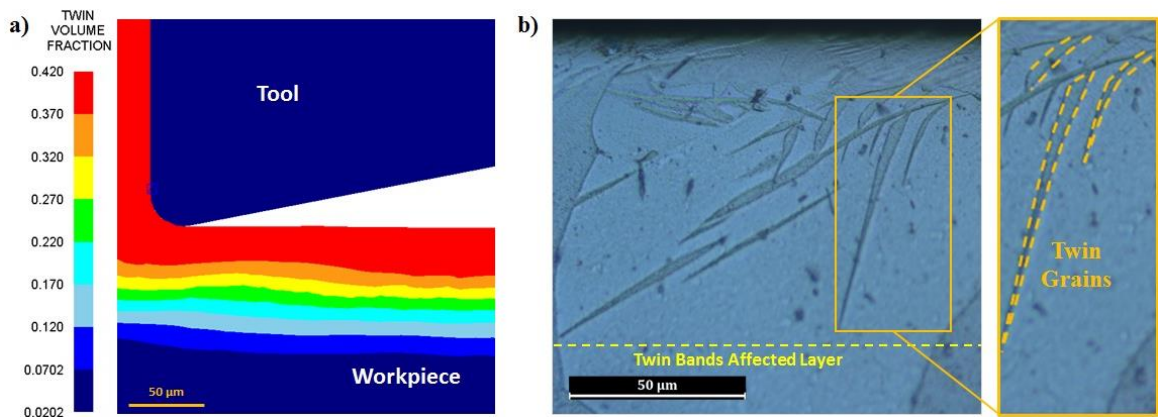 a)
TWIN
VOLUME
FRACTION
0.420
0.370
0.320
0.270
0.220
0.170
0.120
0.0702
0.0202
Tool
Workpiece
50 µm
b)
Twin Bands Affected Layer
50 µm
Twin
Grains